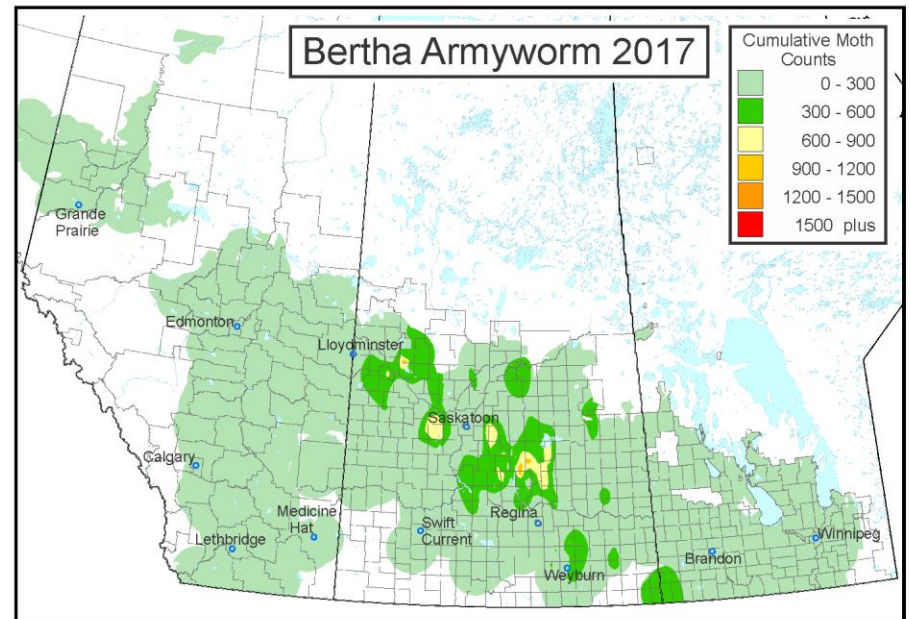 Bertha Armyworm 2017
Cumulative Moth
Counts
0 - 300
300 - 600
600 - 900
900 - 1200
1200 - 1500
1500 plus
Grande
Prairie
Edmonton
Lloydminster
Saskatoon
Calgary
Medicine
Hat
Lethbridge
Swift
Current
Regina
Weyburn
Brandon
Winnipeg